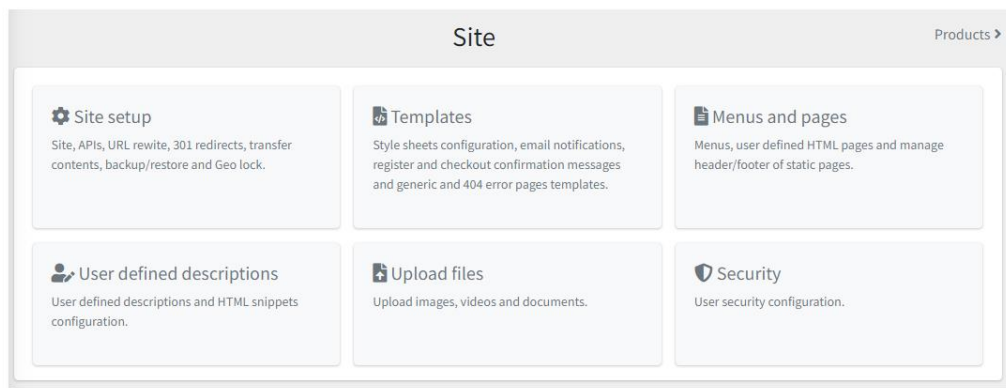 Site
Products
Site setup
Site, APIs, URL rewite, 301 redirects, transfer
contents, backup/restore and Geo lock.
Templates
Style sheets configuration, email notifications,
register and checkout confirmation messages
and generic and 404 error pages templates.
Menus and pages
Menus, user defined HTML pages and manage
header/footer of static pages.
User defined descriptions
User defined descriptions and HTML snippets
configuration.
Upload files
Upload images, videos and documents.
Security
User security configuration.